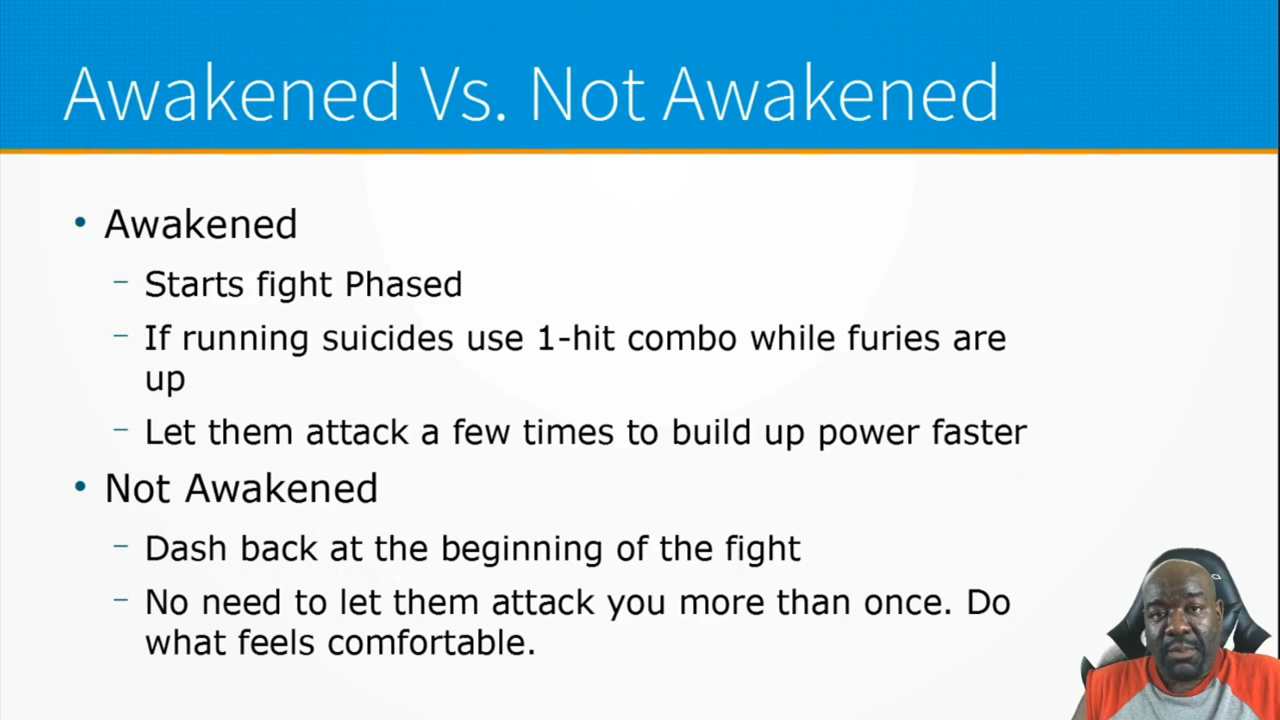 Awakened Vs. Not Awakened
• Awakened
– Starts fight Phased
– If running suicides use 1-hit combo while furies are
up
– Let them attack a few times to build up power faster
• Not Awakened
– Dash back at the beginning of the fight
– No need to let them attack you more than once. Do
what feels comfortable.